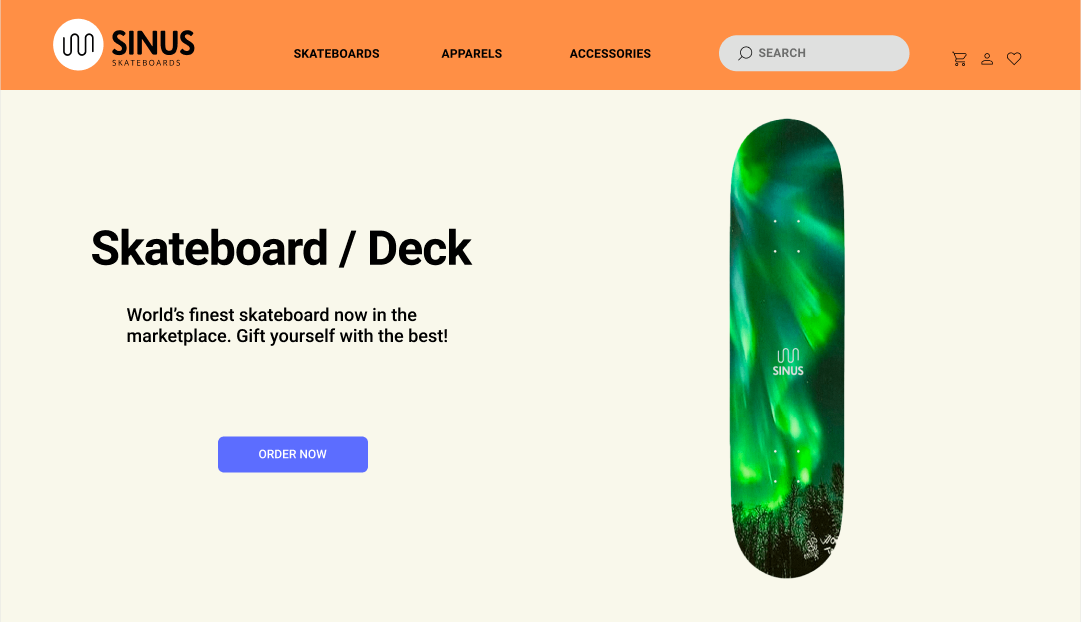 SINUS
SKATEBOARDS
SKATEBOARDS
APPARELS
ACCESSORIES
SEARCH
Skateboard / Deck
World’s finest skateboard now in the
marketplace. Gift yourself with the best!
ORDER NOW
SINUS